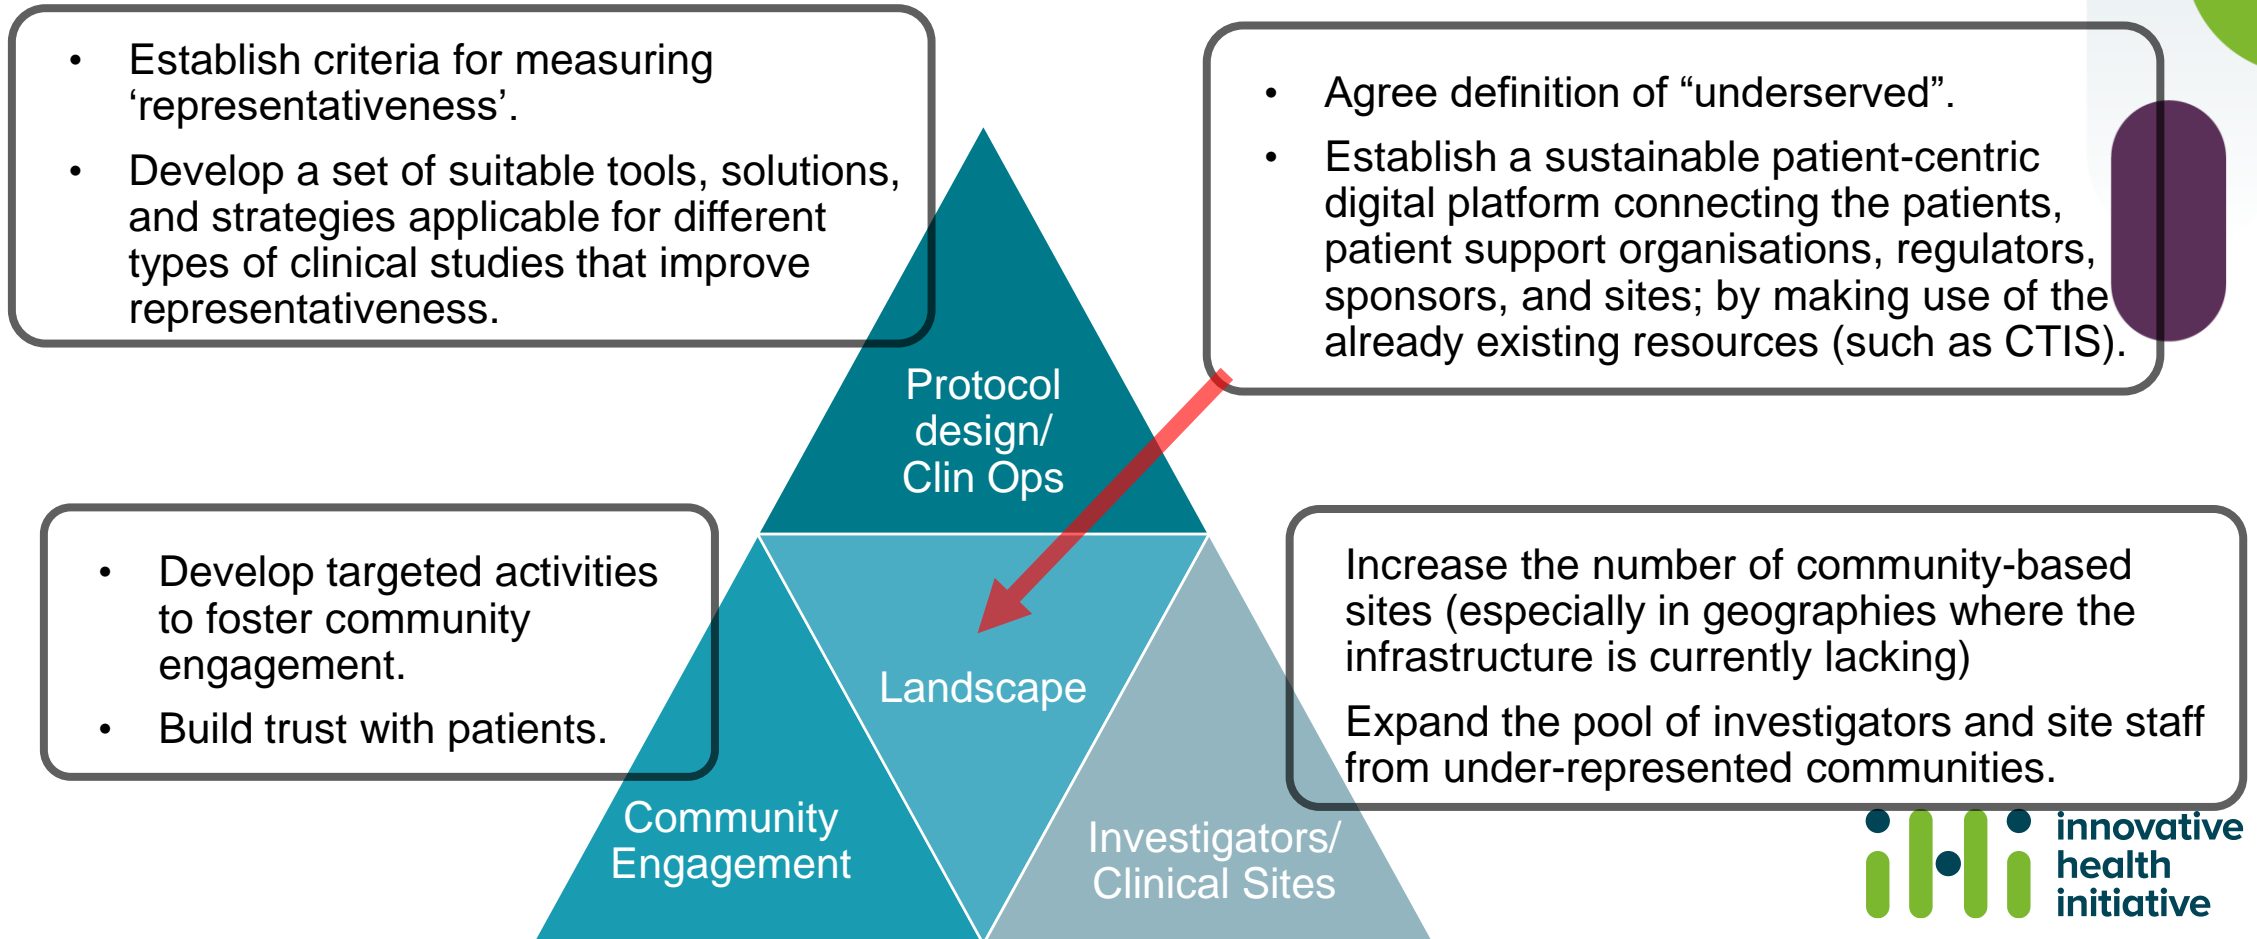 • Establish criteria for measuring
‘representativeness’.
• Develop a set of suitable tools, solutions,
and strategies applicable for different
types of clinical studies that improve
representativeness.
• Agree definition of “underserved”.
• Establish a sustainable patient-centric
digital platform connecting the patients,
patient support organisations, regulators,
sponsors, and sites; by making use of the
already existing resources (such as CTIS).
Protocol
design/
Clin Ops
• Develop targeted activities
to foster community
engagement.
• Build trust with patients.
Landscape
Increase the number of community-based
sites (especially in geographies where the
infrastructure is currently lacking)
Expand the pool of investigators and site staff
from under-represented communities.
Community
Engagement
Investigators/
Clinical Sites
iHi
innovative
health
initiative